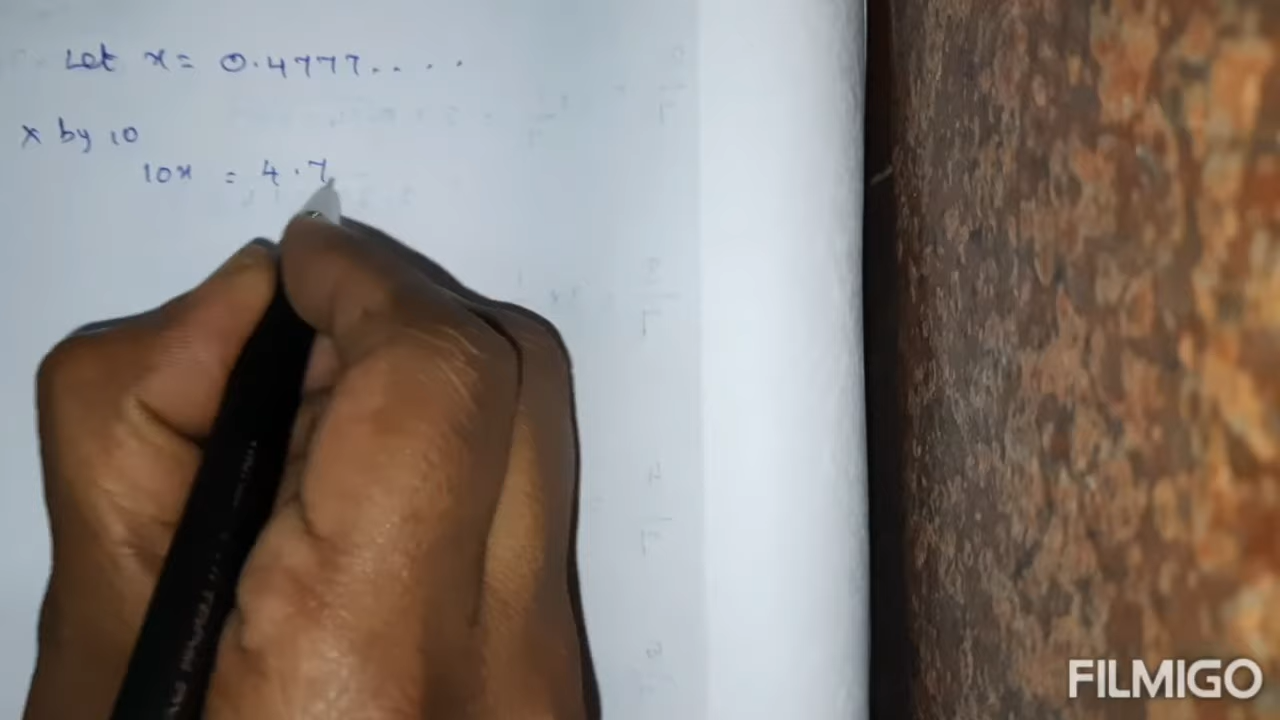 Let x = 0.4777.....
x by 10
10x = 4.7
FILMIGO